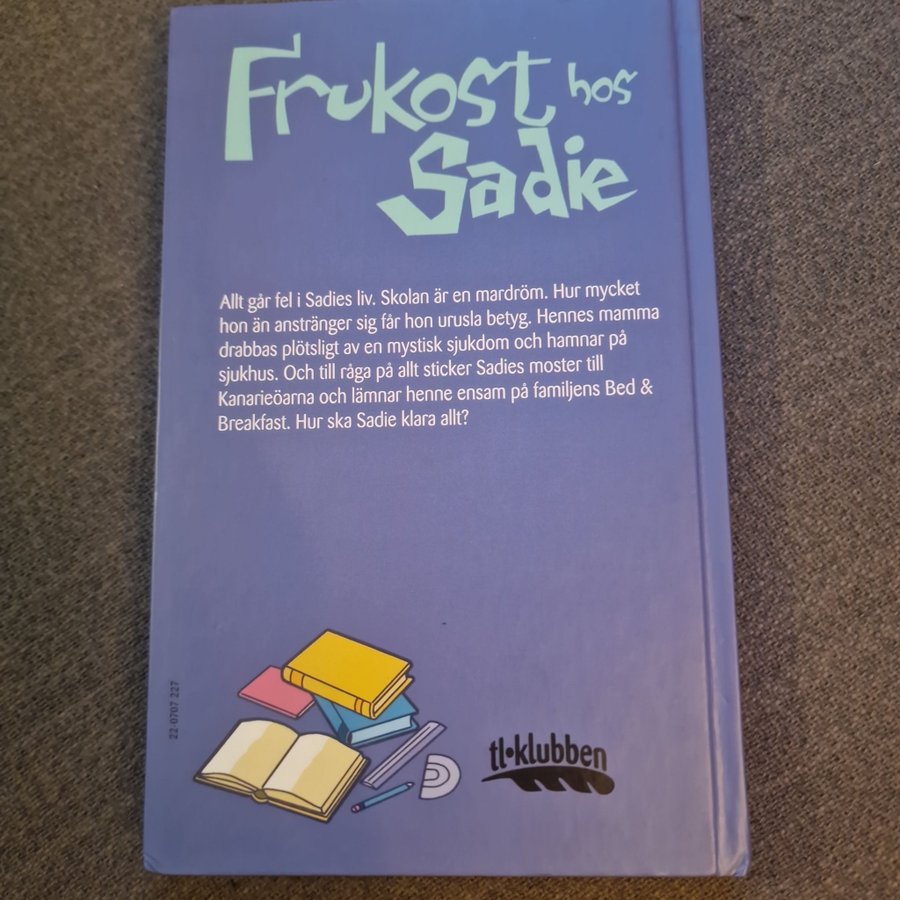 Frukost hos
Sadie
Allt går fel i Sadies liv. Skolan är en mardröm. Hur mycket
hon än anstränger sig får hon urusla betyg. Hennes mamma
drabbas plötsligt av en mystisk sjukdom och hamnar på
sjukhus. Och till råga på allt sticker Sadies moster till
Kanarieöarna och lämnar henne ensam på familjens Bed &
Breakfast. Hur ska Sadie klara allt?
22-0707 227
tl•klubben